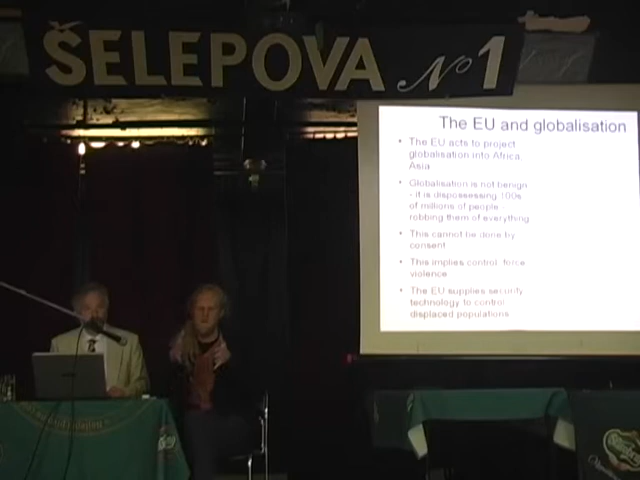 ŠELEPOVA No 1
The EU and globalisation
• The EU acts to project
globalisation into Africa
Asia
• Globalisation is not benign
- it is dispossessing 100s
of millions of people -
robbing them of everything
• This cannot be done by
consent
• This implies control, force
violence
• The EU supplies security
technology to control
displaced populations